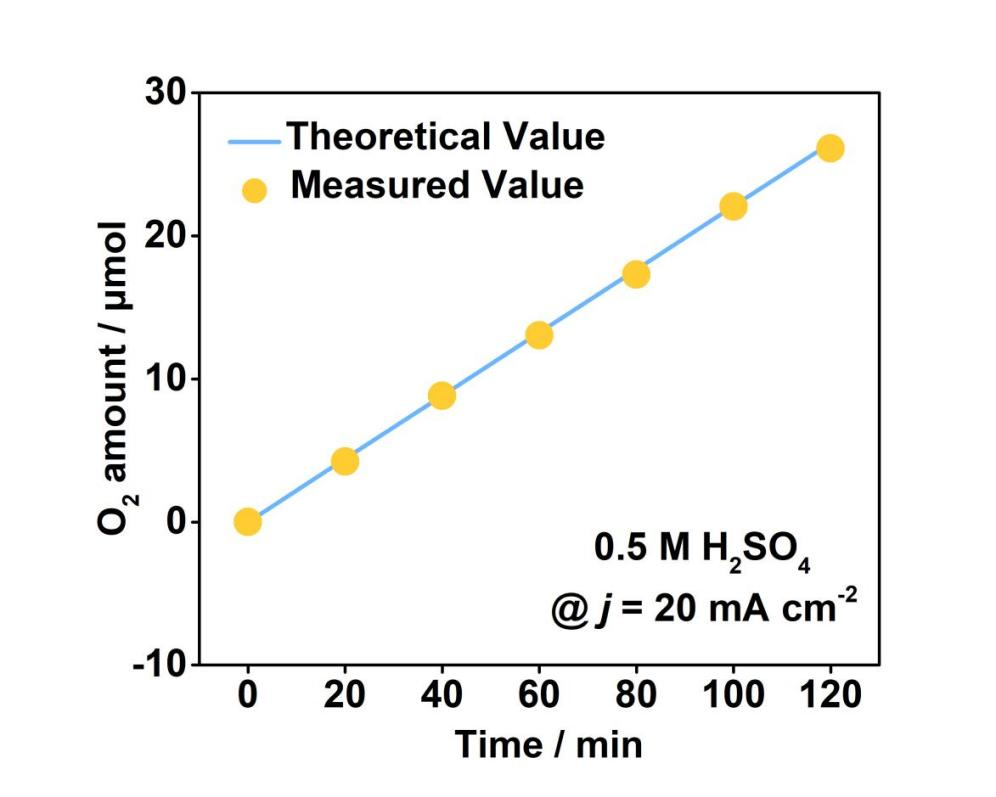 30
Theoretical Value
Measured Value
20
10
0
-10
O₂ amount / μmol
0.5 M H₂SO₄
@ j = 20 mA cm⁻²
0 20 40 60 80 100 120
Time / min